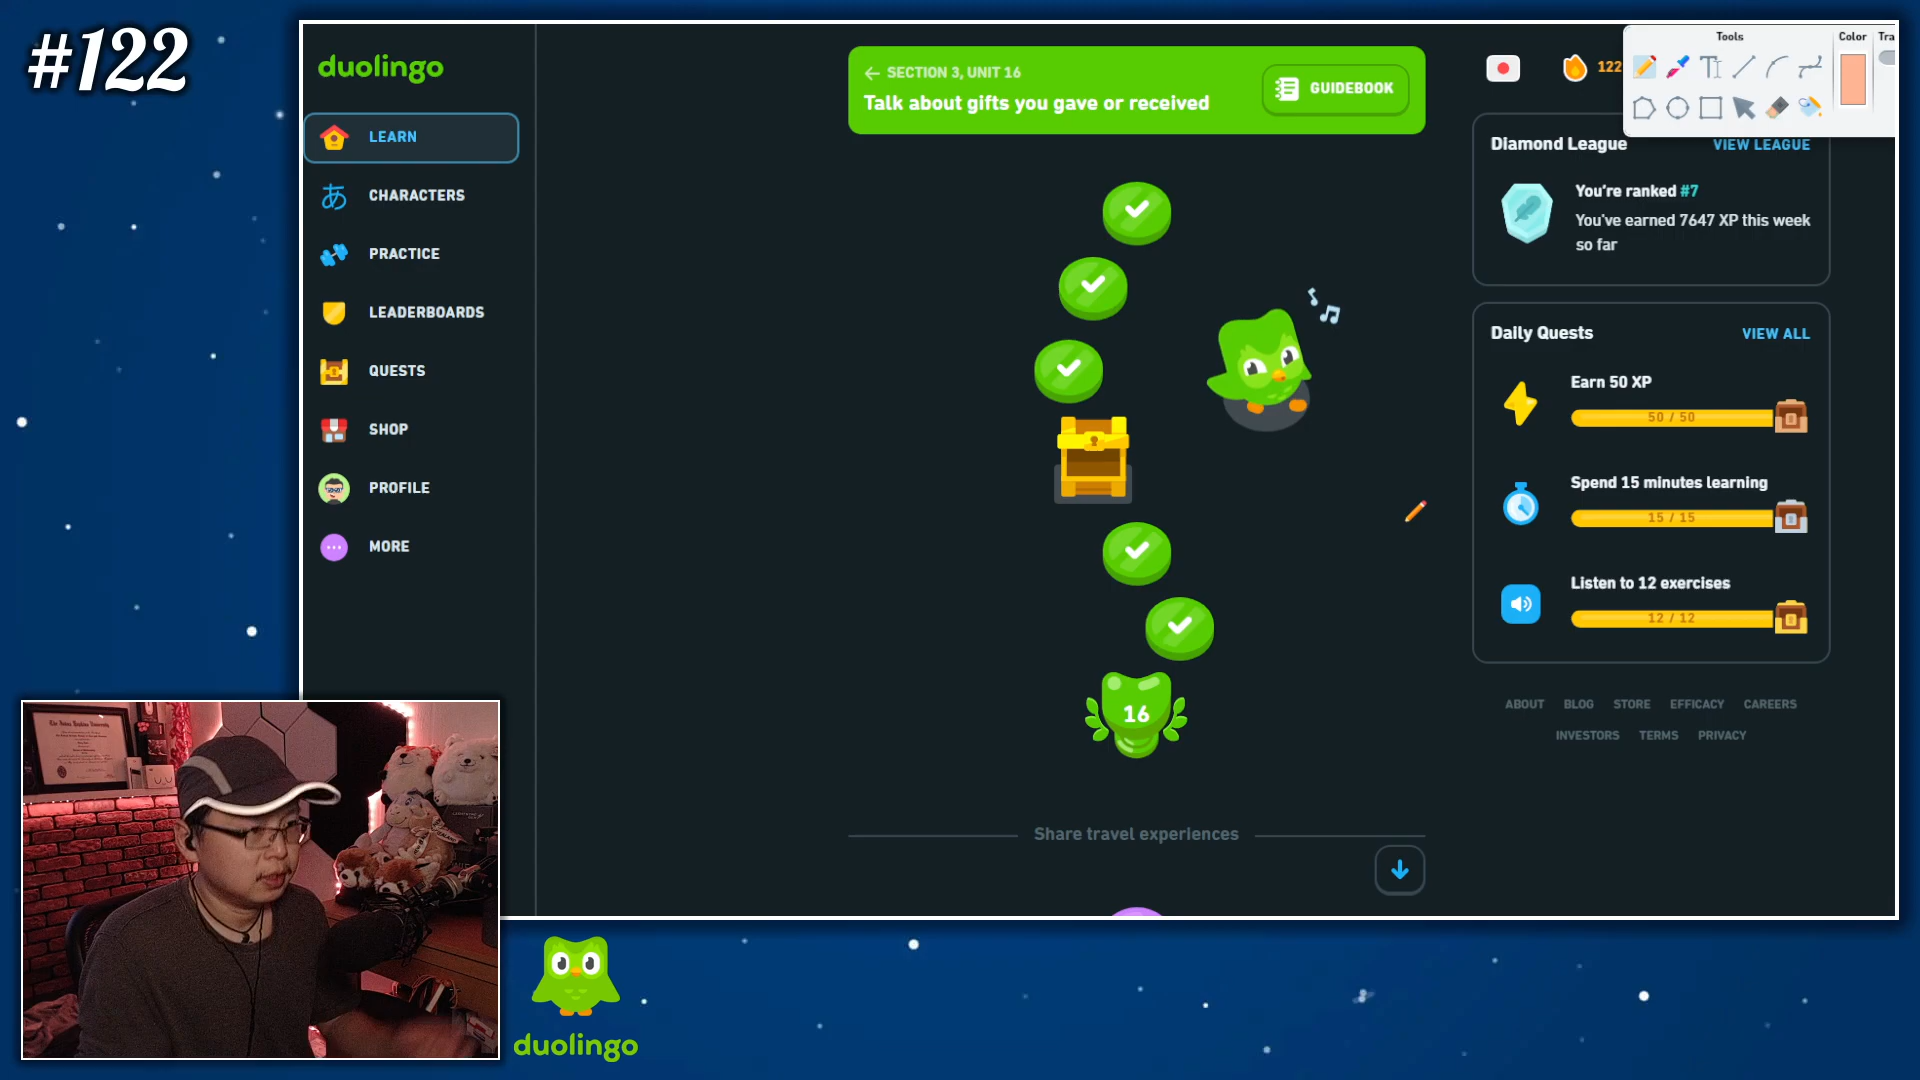 #122
duolingo
LEARN
あ CHARACTERS
PRACTICE
LEADERBOARDS
QUESTS
SHOP
PROFILE
MORE
SECTION 3, UNIT 16
Talk about gifts you gave or received
GUIDEBOOK
16
Share travel experiences
122
Tools
Color
Tra
Diamond League
VIEW LEAGUE
You're ranked #7
You've earned 7647 XP this week
so far
Daily Quests
VIEW ALL
Earn 50 XP
50 / 50
Spend 15 minutes learning
15 / 15
Listen to 12 exercises
12 / 12
ABOUT BLOG STORE EFFICACY CAREERS
INVESTORS TERMS PRIVACY
duolingo